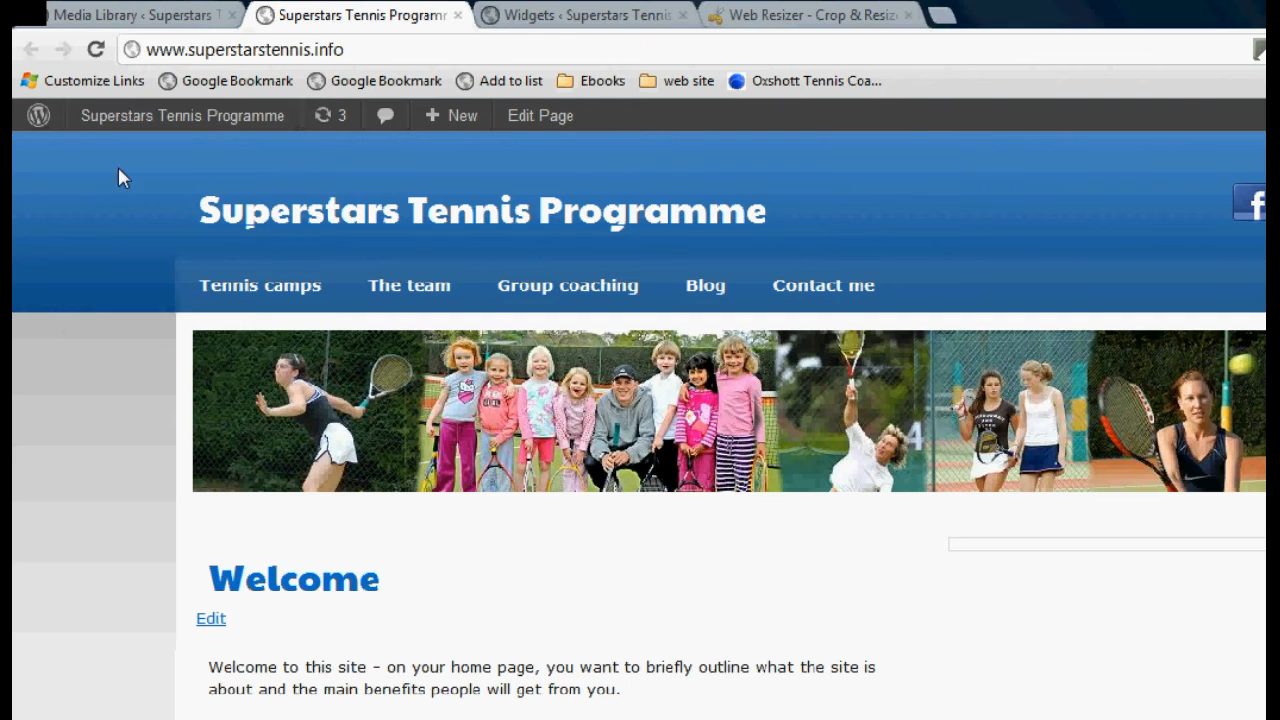 Media Library ‹ Superstars T
Superstars Tennis Programm
Widgets ‹ Superstars Tennis
Web Resizer - Crop & Resize
www.superstarstennis.info
Customize Links
Google Bookmark
Google Bookmark
Add to list
Ebooks
web site
Oxshott Tennis Coa...
Superstars Tennis Programme
3
New
Edit Page
Superstars Tennis Programme
f
Tennis camps
The team
Group coaching
Blog
Contact me
4
Welcome
Edit
Welcome to this site – on your home page, you want to briefly outline what the site is
about and the main benefits people will get from you.